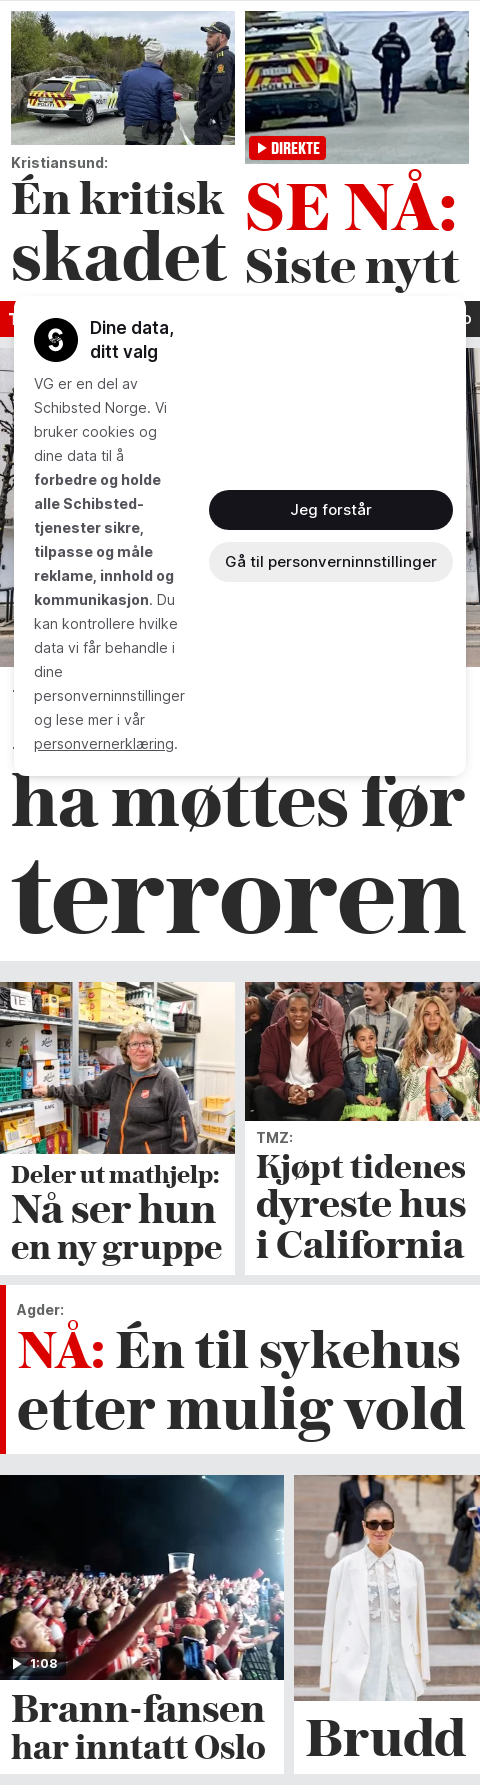 Kristiansund:
Én kritisk
skadet
DIREKTE
SE NÅ:
Siste nytt
Dine data,
ditt valg
VG er en del av
Schibsted Norge. Vi
bruker cookies og
dine data til å
forbedre og holde
alle Schibsted-
tjenester sikre,
tilpasse og måle
reklame, innhold og
kommunikasjon. Du
kan kontrollere hvilke
data vi får behandle i
dine
personverninnstillinger
og lese mer i vår
personvernerklæring.
Jeg forstår
Gå til personverninnstillinger
ha møttes før
terroren
Deler ut mathjelp:
Nå ser hun
en ny gruppe
TMZ:
Kjøpt tidenes
dyreste hus
i California
Agder:
NÅ: Én til sykehus
etter mulig vold
1:08
Brann-fansen
har inntatt Oslo
Brudd